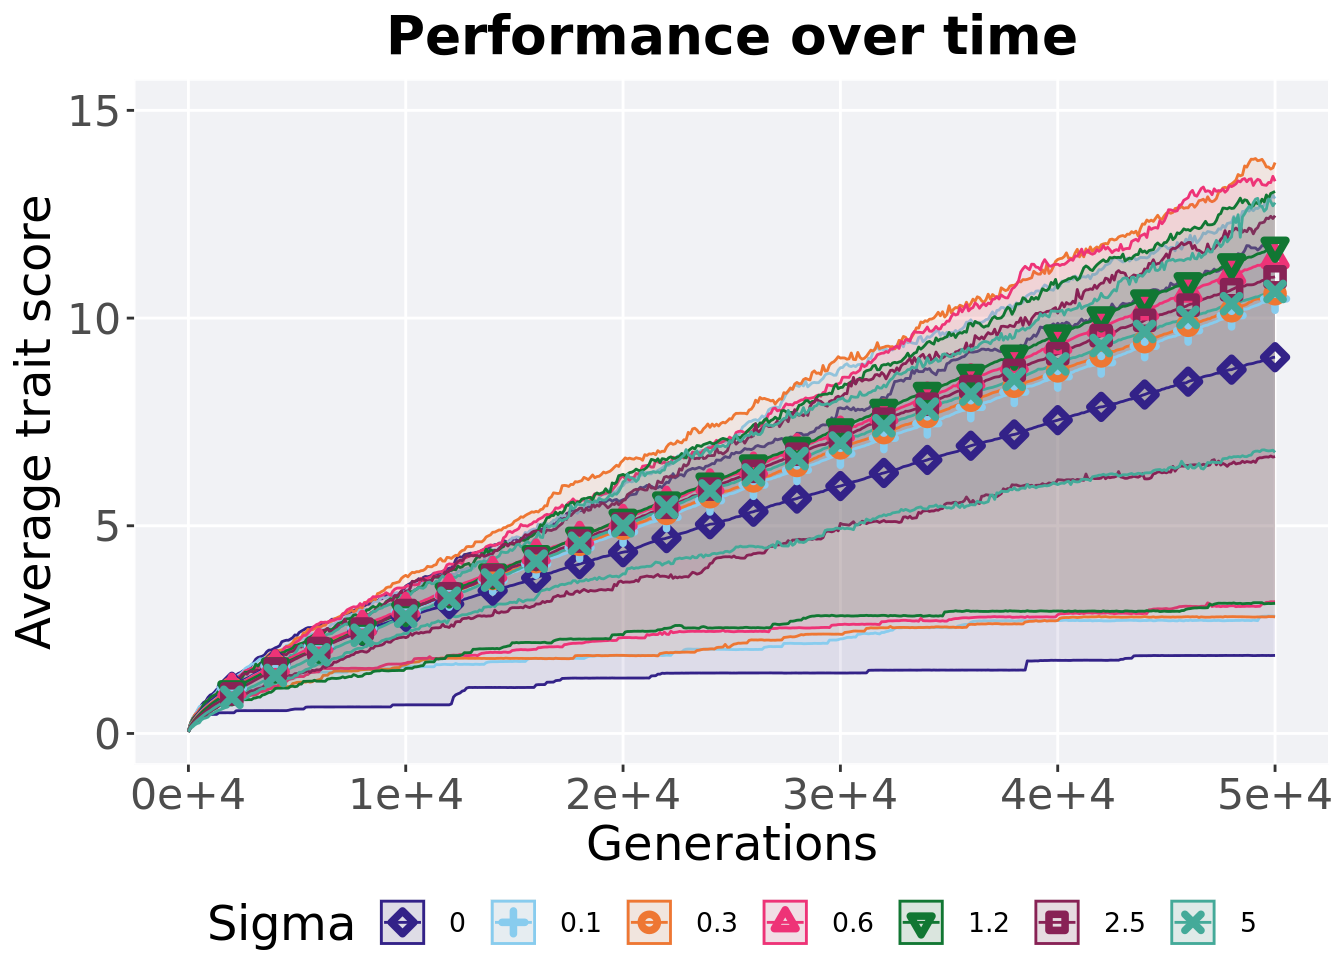 Performance over time
Average trait score
15
10
5
0
0e+4 1e+4 2e+4 3e+4 4e+4 5e+4
Generations
Sigma 0 0.1 0.3 0.6 1.2 2.5 5